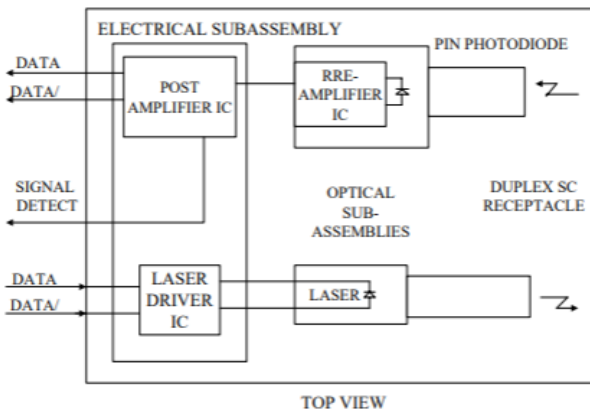 ELECTRICAL SUBASSEMBLY
PIN PHOTODIODE
DATA
DATA/
POST
AMPLIFIER IC
RRE-
AMPLIFIER
IC
SIGNAL
DETECT
OPTICAL
SUB-
ASSEMBLIES
DUPLEX SC
RECEPTACLE
DATA
DATA/
LASER
DRIVER
IC
LASER
TOP VIEW